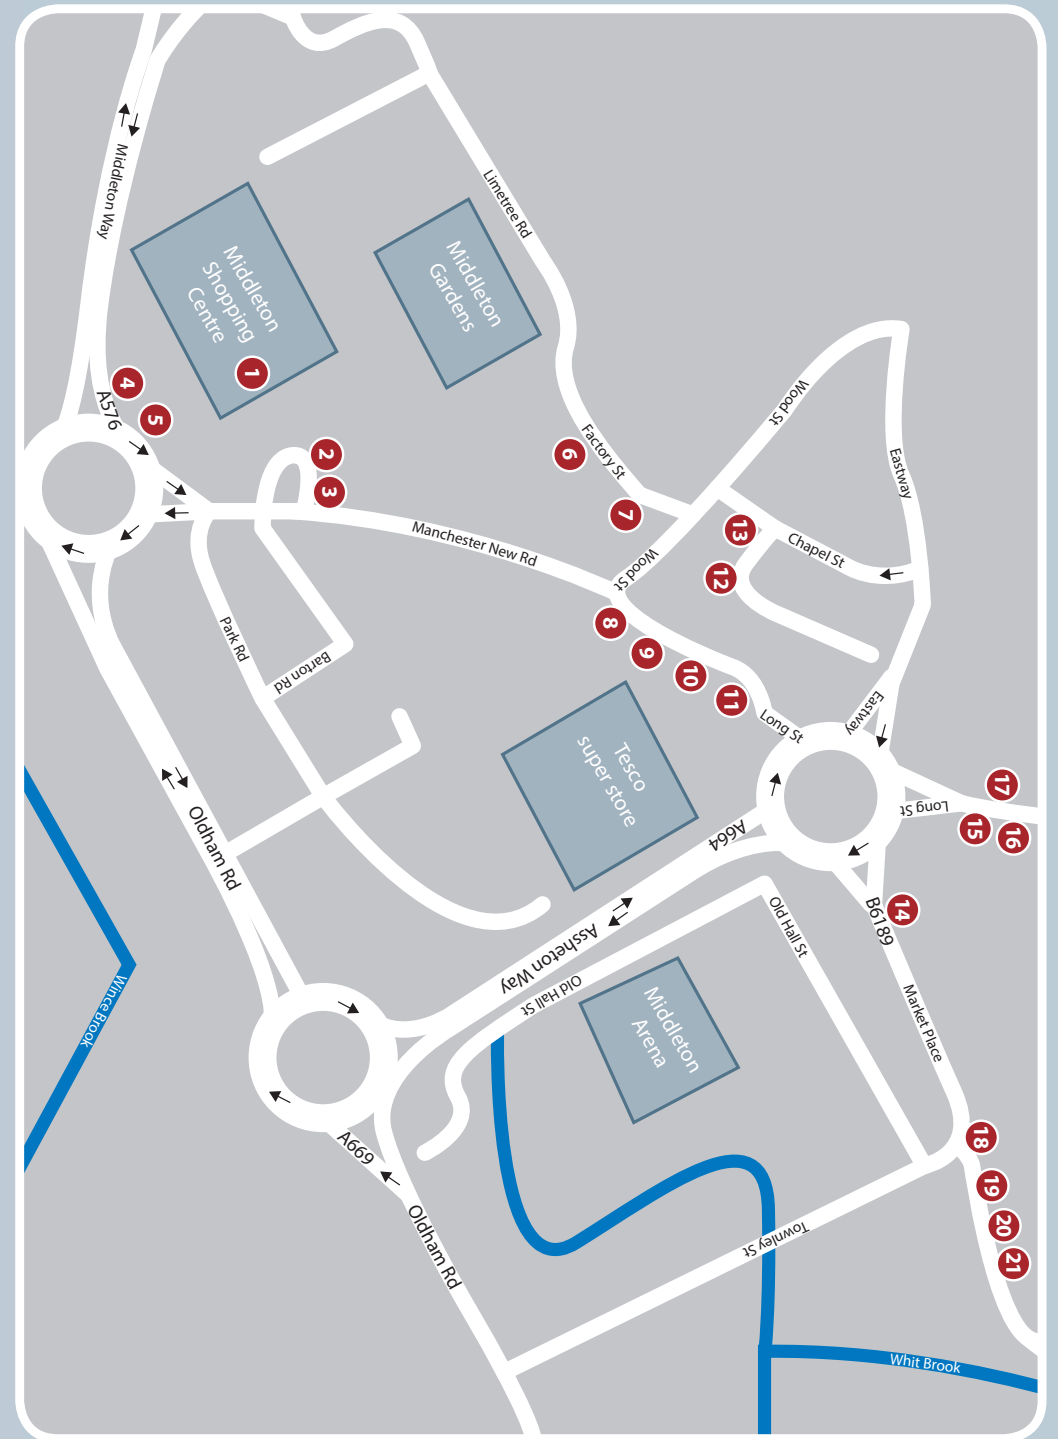 Middleton Way
Limetree Rd
Middleton
Shopping
Centre
1
Middleton
Gardens
4
A576
5
2
3
6
Factory St
7
Wood St
Eastway
Manchester New Rd
Wood St
13
Chapel St
12
8
9
10
11
Park Rd
Barton Rd
Long St
Eastway
Tesco
super store
17
Long St
15
16
A664
Oldham Rd
14
B6189
Old Hall St
Assheton Way
Old Hall St
Middleton
Arena
Market Place
Wince Brook
A669
18
19
20
21
Oldham Rd
Townley St
Whit Brook